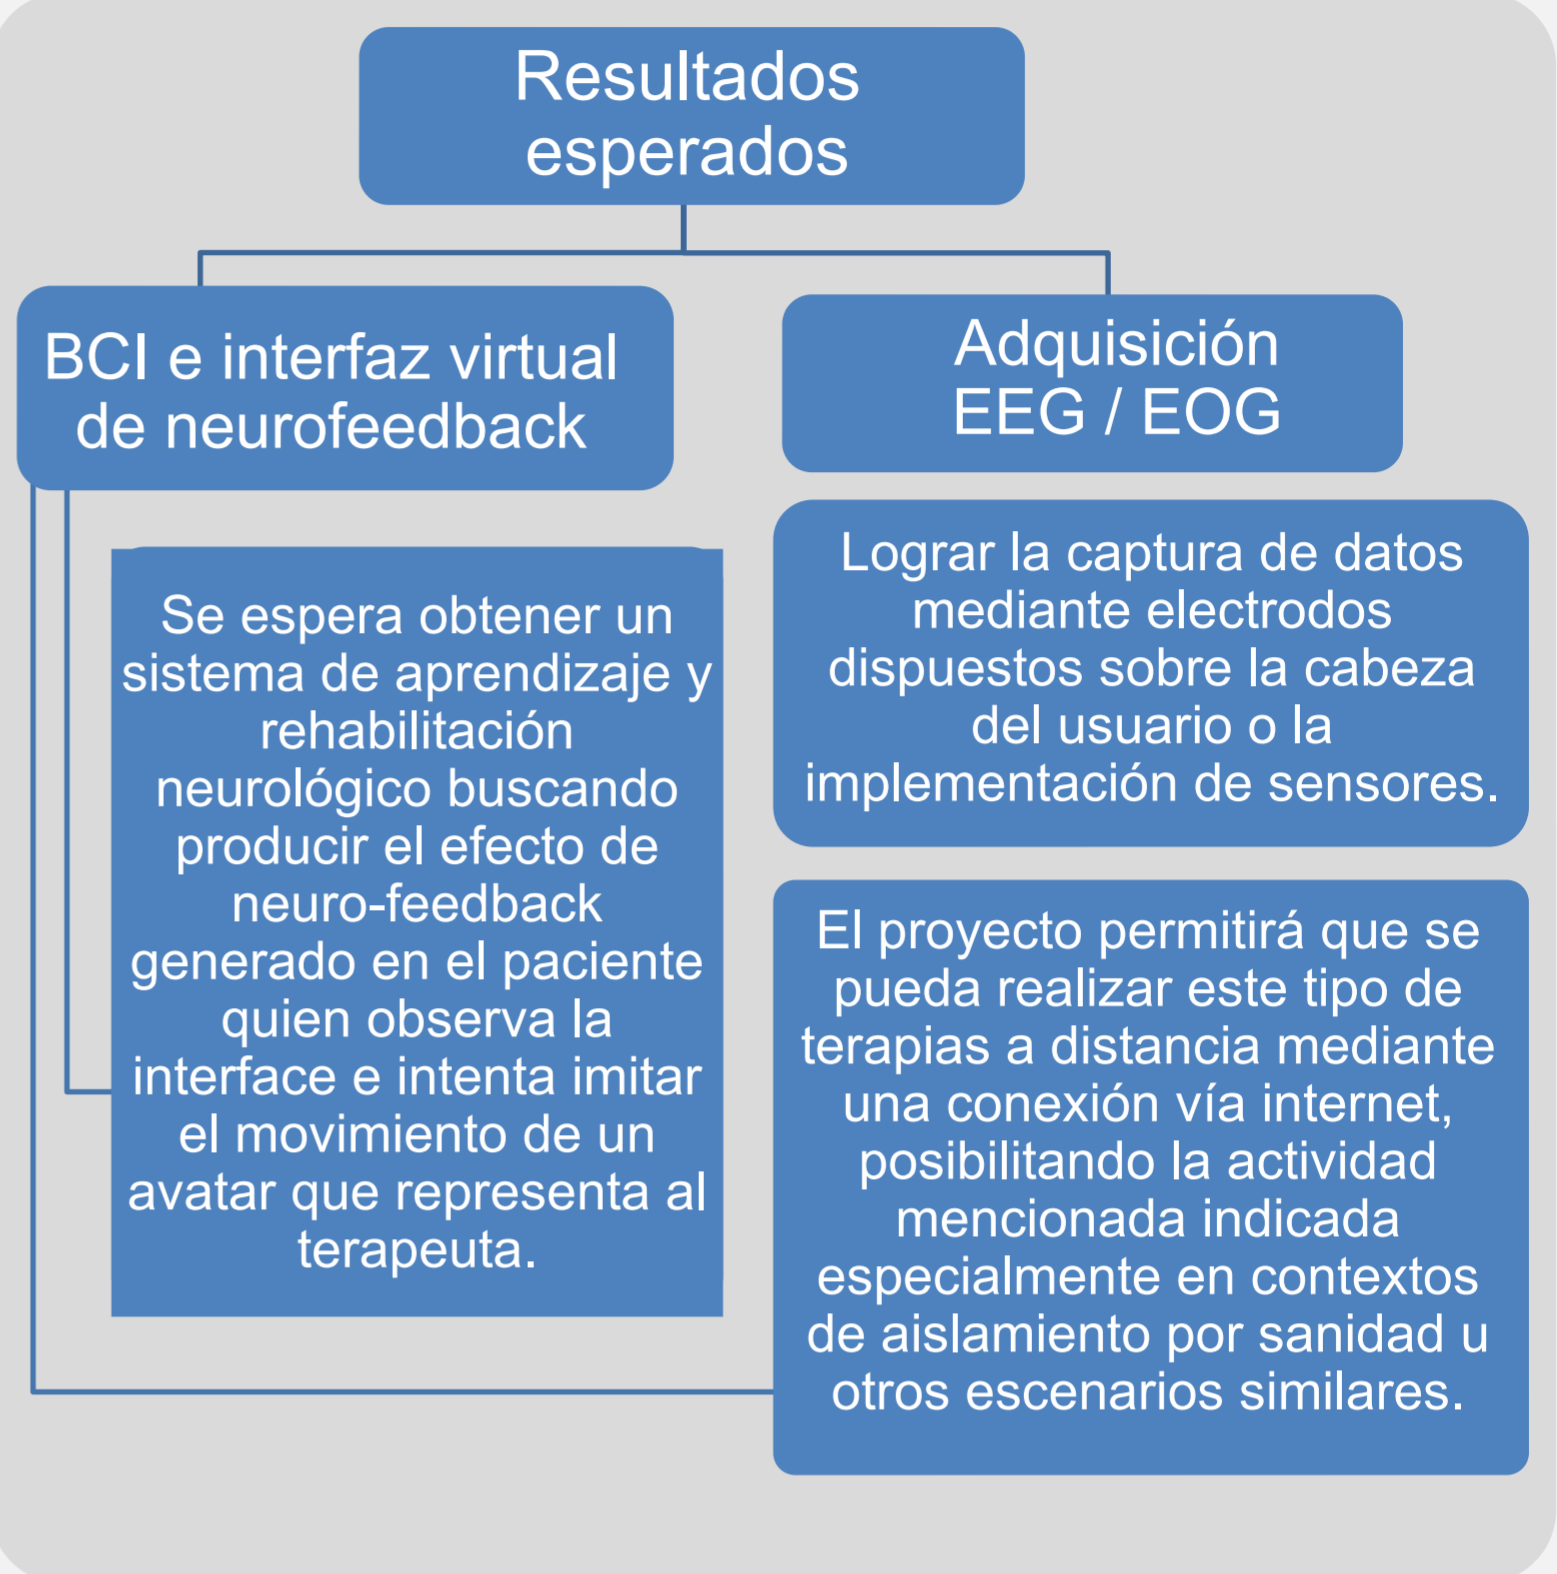 Resultados
esperados
BCI e interfaz virtual
de neurofeedback
Se espera obtener un
sistema de aprendizaje y
rehabilitación
neurológico buscando
producir el efecto de
neuro-feedback
generado en el paciente
quien observa la
interface e intenta imitar
el movimiento de un
avatar que representa al
terapeuta.
Adquisición
EEG / EOG
Lograr la captura de datos
mediante electrodos
dispuestos sobre la cabeza
del usuario o la
implementación de sensores.
El proyecto permitirá que se
pueda realizar este tipo de
terapias a distancia mediante
una conexión vía internet,
posibilitando la actividad
mencionada indicada
especialmente en contextos
de aislamiento por sanidad u
otros escenarios similares.